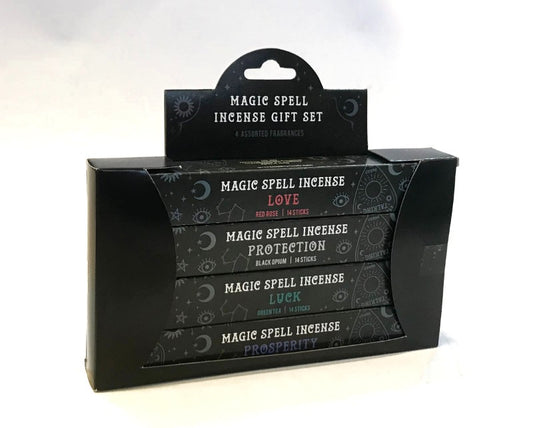 MAGIC SPELL
INCENSE GIFT SET
4 ASSORTED FRAGRANCES
MAGIC SPELL INCENSE
LOVE
RED ROSE | 14 STICKS
MAGIC SPELL INCENSE
PROTECTION
BLACK OPIUM | 14 STICKS
MAGIC SPELL INCENSE
LUCK
GREEN TEA | 14 STICKS
MAGIC SPELL INCENSE
PROSPERITY